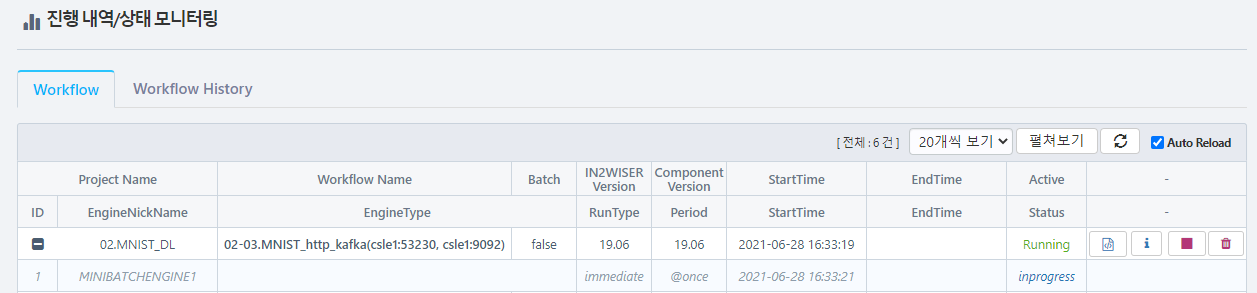 진행 내역/상태 모니터링
Workflow Workflow History
[ 전체 : 6 건 ] 20개씩 보기 펼쳐보기 Auto Reload
Project Name Workflow Name Batch IN2WISER Version Component Version StartTime EndTime Active -
ID EngineNickName EngineType RunType Period StartTime EndTime Status -
02.MNIST_DL 02-03.MNIST_http_kafka(csle1:53230, csle1:9092) false 19.06 19.06 2021-06-28 16:33:19 Running
1 MINIBATCHENGINE1 immediate @once 2021-06-28 16:33:21 inprogress